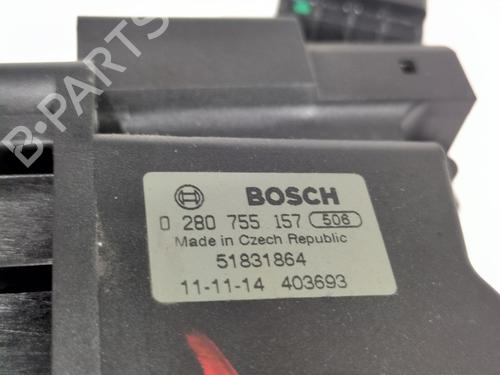 B-PARTS
BOSCH
0 280 755 157 506
Made in Czech Republic
51831864
11-11-14 403693